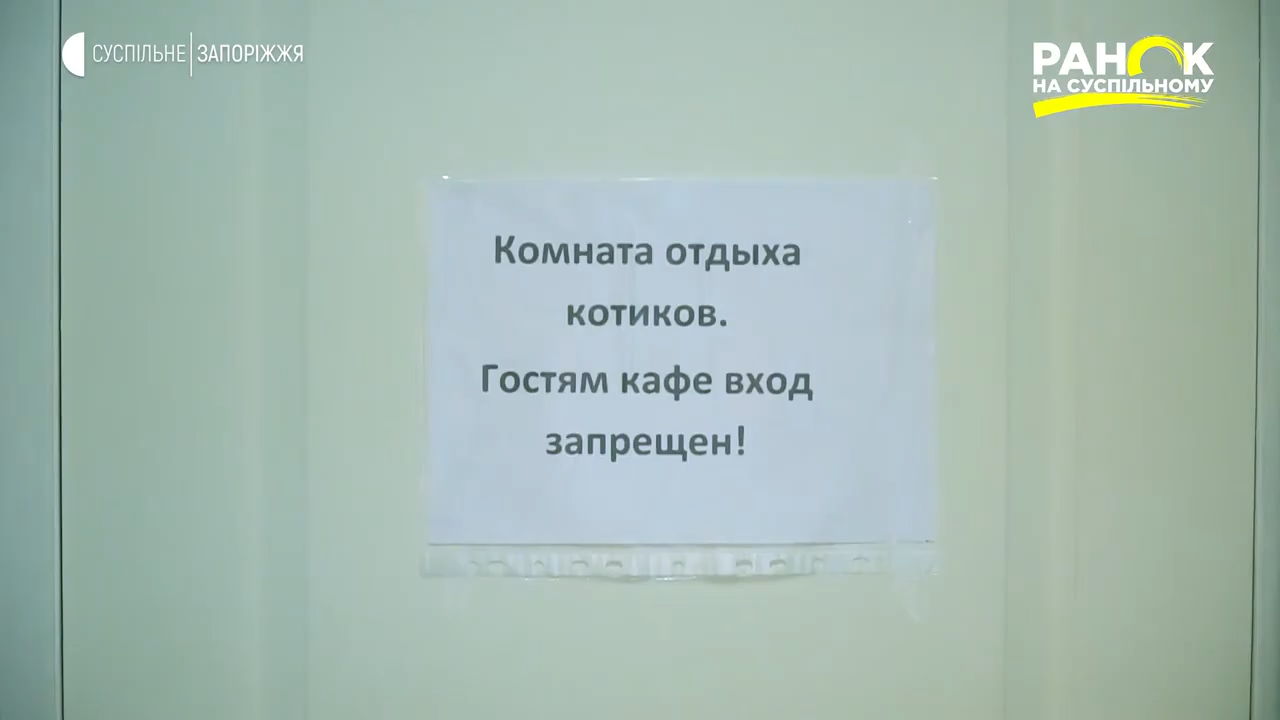 СУСПІЛЬНЕ ЗАПОРІЖЖЯ
РАНОК
НА СУСПІЛЬНОМУ
Комната отдыха
котиков.
Гостям кафе вход
запрещен!